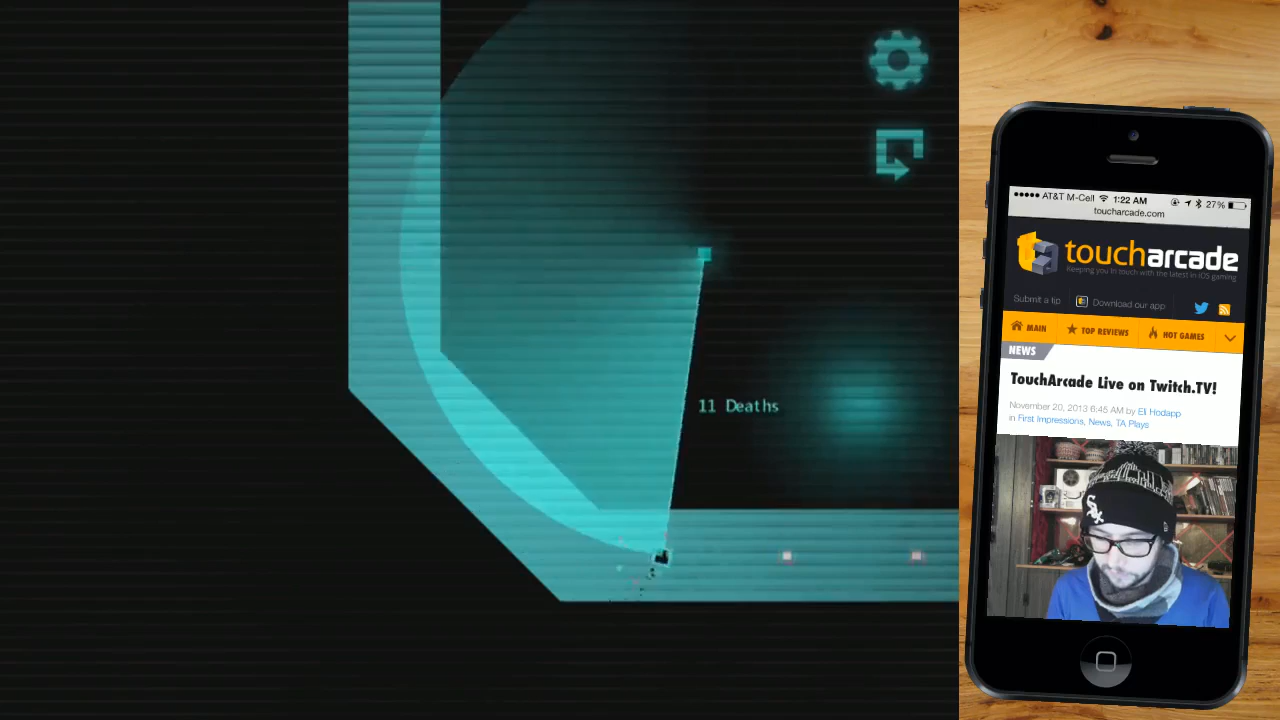 11 Deaths
AT&T M-Cell 1:22 AM 27%
toucharcade.com
toucharcade
Keeping you in touch with the latest in iOS gaming
Submit a tip Download our app
MAIN TOP REVIEWS HOT GAMES
NEWS
TouchArcade Live on Twitch.TV!
November 20, 2013 6:45 AM by Eli Hodapp
in First Impressions, News, TA Plays
SOX